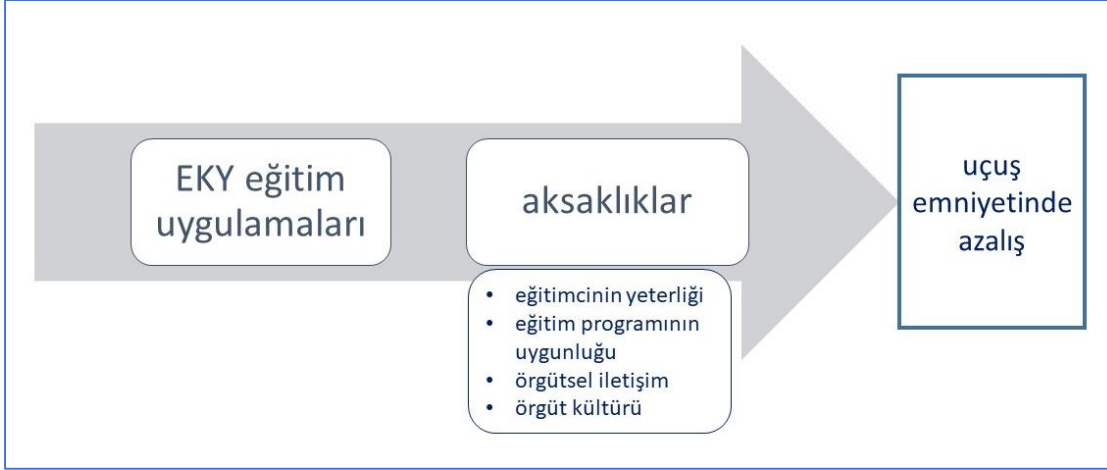 EKY eğitim
uygulamaları
aksaklıklar
• eğitimcinin yeterliği
• eğitim programının
uygunluğu
• örgütsel iletişim
• örgüt kültürü
uçuş
emniyetinde
azalış